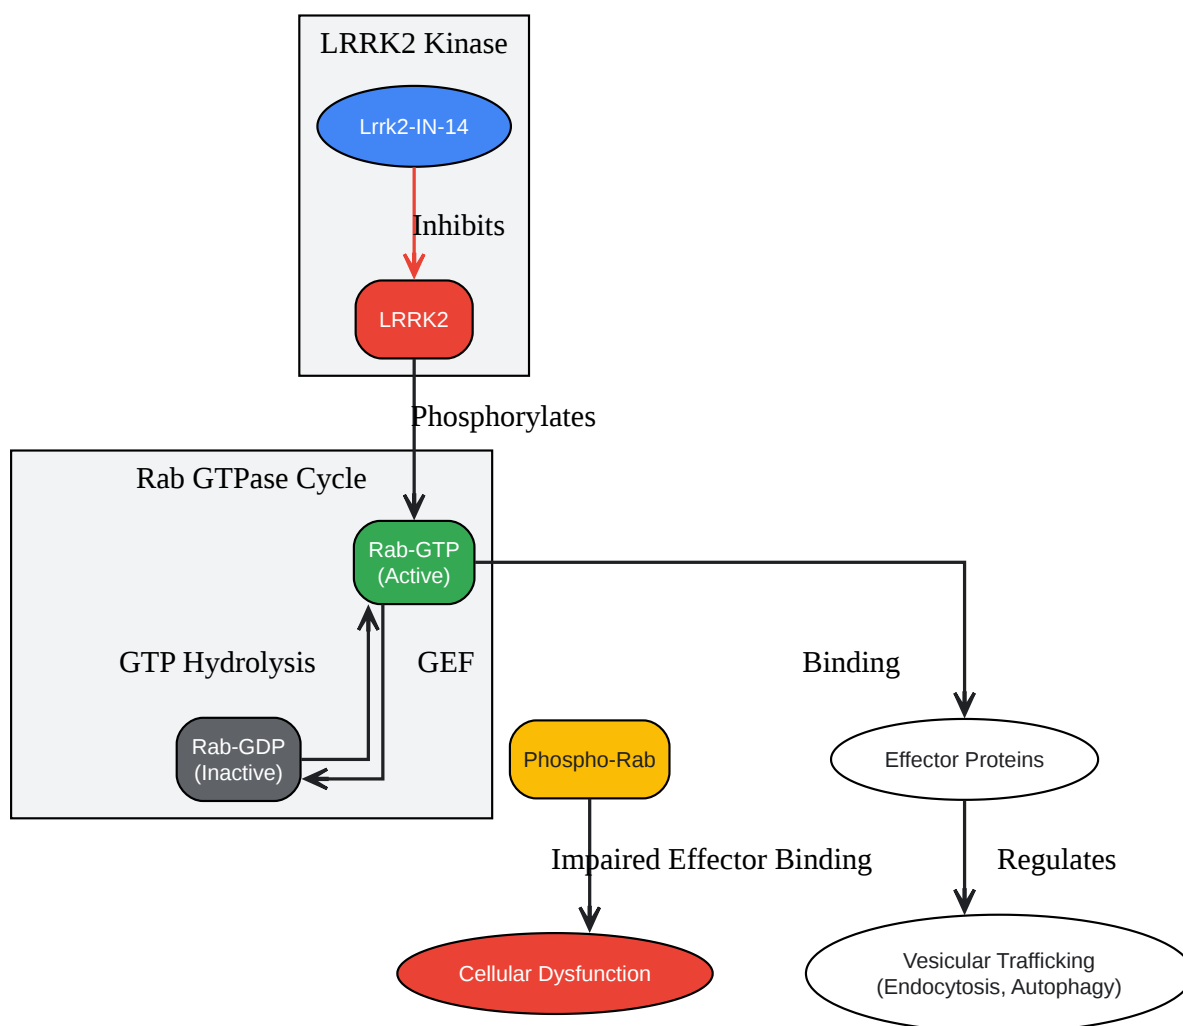 LRRK2 Kinase
Lrrk2-IN-14
Inhibits
LRRK2
Phosphorylates
Rab GTPase Cycle
Rab-GTP
(Active)
GTP Hydrolysis
GEF
Binding
Rab-GDP
(Inactive)
Phospho-Rab
Effector Proteins
Impaired Effector Binding
Regulates
Cellular Dysfunction
Vesicular Trafficking
(Endocytosis, Autophagy)